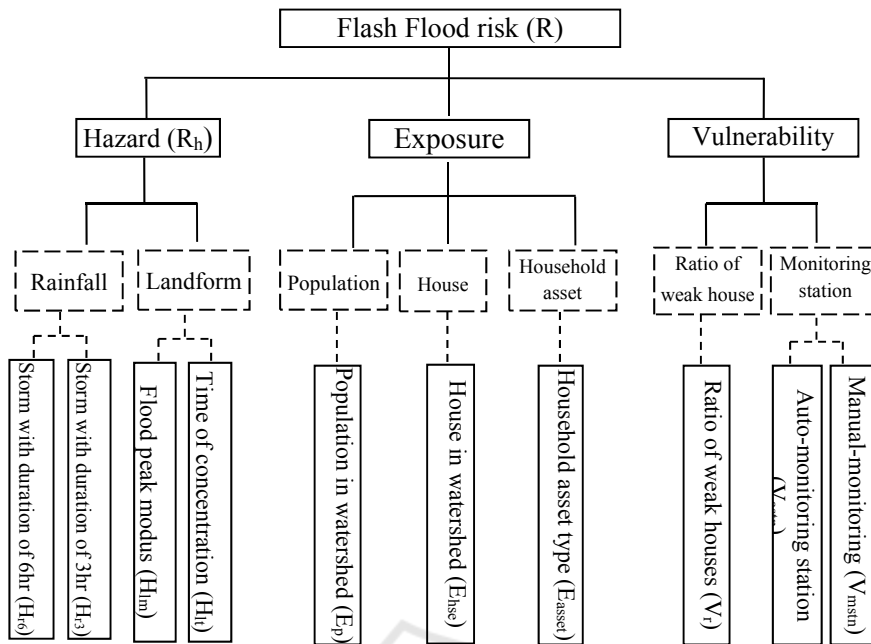 Flash Flood risk (R)
Hazard (Rh)
Exposure
Vulnerability
Rainfall
Landform
Population
House
Household
asset
Ratio of
weak house
Monitoring
station
Storm with duration of 6hr (Hr6)
Storm with duration of 3hr (Hr3)
Flood peak modus (Hlm)
Time of concentration (Hlt)
Population in watershed (Ep)
House in watershed (Ehse)
Household asset type (Easset)
Ratio of weak houses (Vr)
Auto-monitoring station
Manual-monitoring (Vmstn)